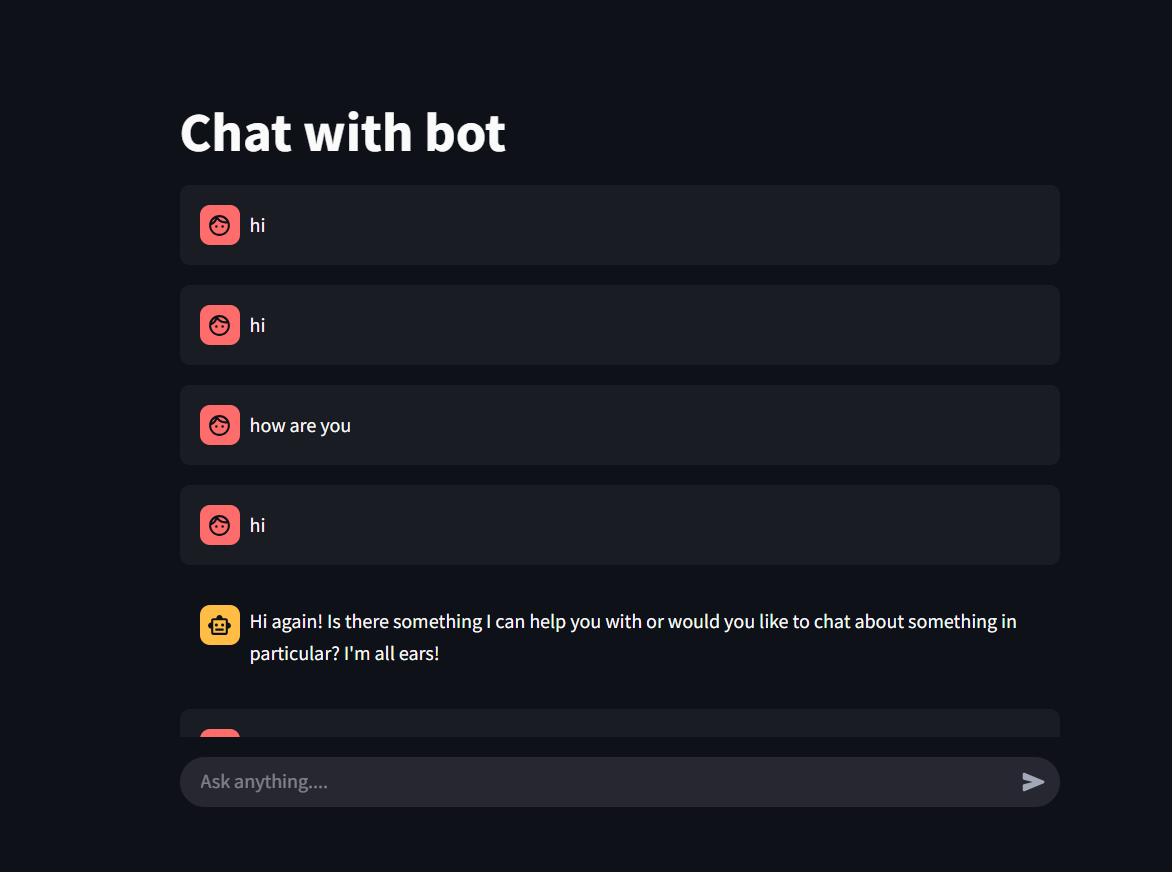 Chat with bot
hi
hi
how are you
hi
Hi again! Is there something I can help you with or would you like to chat about something in
particular? I'm all ears!
Ask anything....